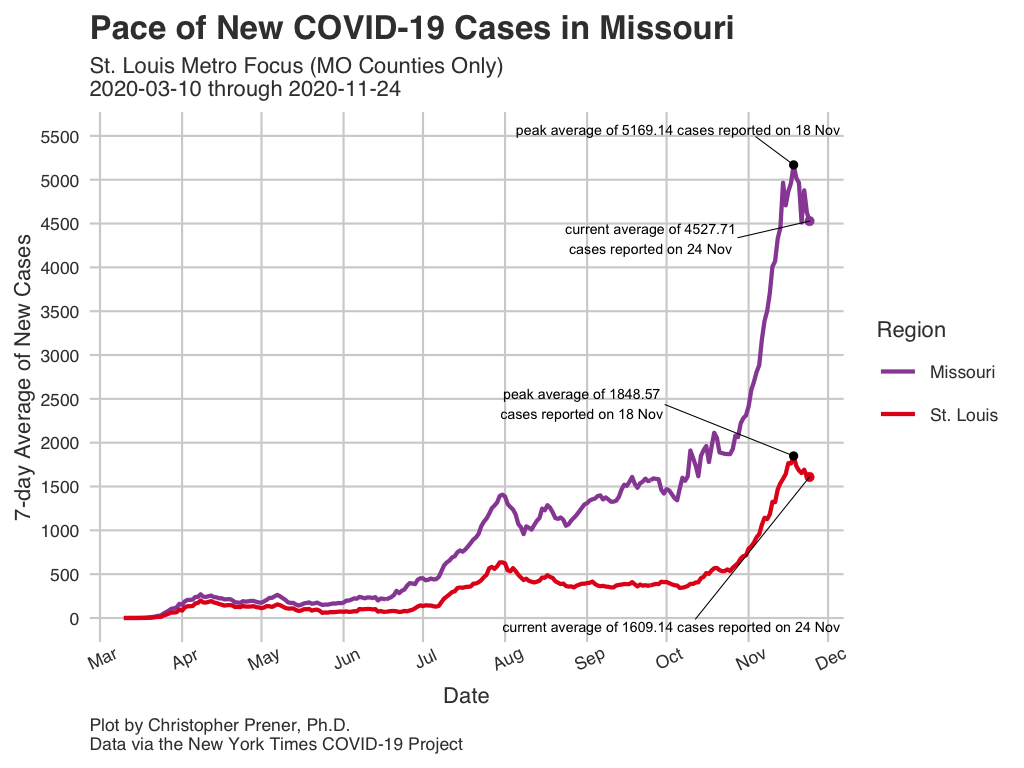 Pace of New COVID-19 Cases in Missouri
St. Louis Metro Focus (MO Counties Only)
2020-03-10 through 2020-11-24
7-day Average of New Cases
5500
5000
4500
4000
3500
3000
2500
2000
1500
1000
500
0
peak average of 5169.14 cases reported on 18 Nov
current average of 4527.71
cases reported on 24 Nov
peak average of 1848.57
cases reported on 18 Nov
current average of 1609.14 cases reported on 24 Nov
Mar
Apr
May
Jun
Jul
Aug
Sep
Oct
Nov
Dec
Date
Region
Missouri
St. Louis
Plot by Christopher Prener, Ph.D.
Data via the New York Times COVID-19 Project